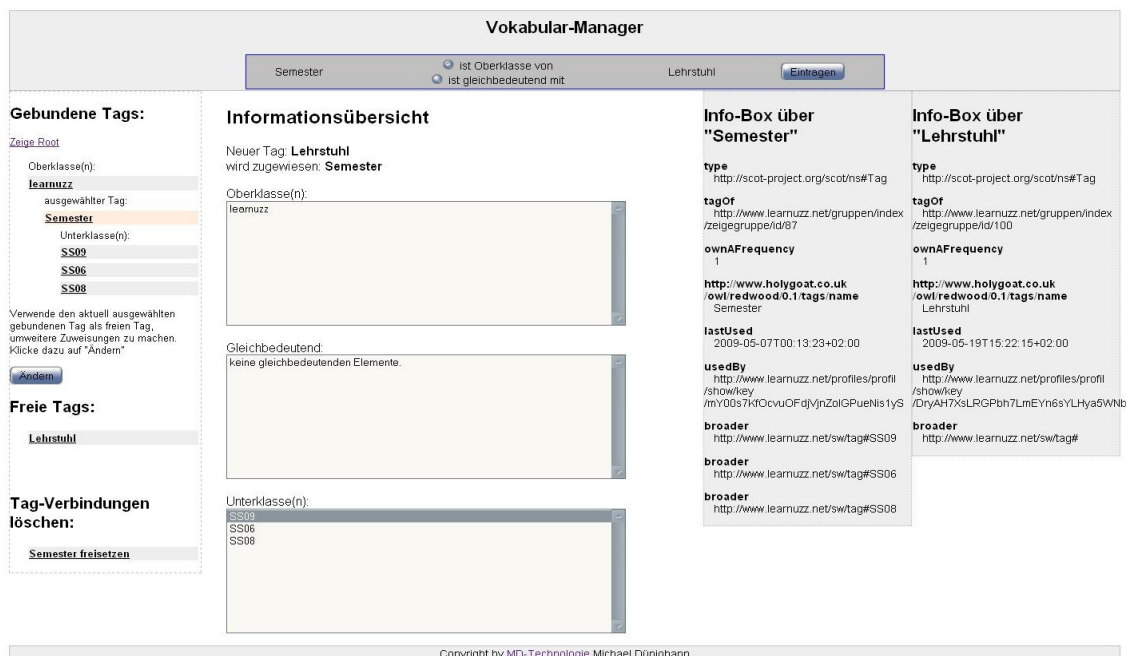 Vokabular-Manager
Semester
ist Oberklasse von
ist gleichbedeutend mit
Lehrstuhl
Eintragen
Gebundene Tags:
Zeige Root
Oberklasse(n):
learnuzz
ausgewählter Tag:
Semester
Unterklasse(n):
SS09
SS06
SS08
Verwende den aktuell ausgewählten
gebundenen Tag als freien Tag,
umweitere Zuweisungen zu machen.
Klicke dazu auf "Ändern"
Ändern
Freie Tags:
Lehrstuhl
Tag-Verbindungen
löschen:
Semester freisetzen
Informationsübersicht
Neuer Tag: Lehrstuhl
wird zugewiesen: Semester
Oberklasse(n):
learnuzz
Gleichbedeutend:
keine gleichbedeutenden Elemente.
Unterklasse(n):
SS09
SS06
SS08
Info-Box über
"Semester"
type
http://scot-project.org/scot/ns#Tag
tagOf
http://www.learnuzz.net/gruppen/index
/zeigegruppe/id/87
ownAFrequency
1
http://www.holygoat.co.uk
/owl/redwood/0.1/tags/name
Semester
lastUsed
2009-05-07T00:13:23+02:00
usedBy
http://www.learnuzz.net/profiles/profil
/show/key
/mY00s7KfOcvuOFdjVjnZolGPueNis1yS
broader
http://www.learnuzz.net/sw/tag#SS09
broader
http://www.learnuzz.net/sw/tag#SS06
broader
http://www.learnuzz.net/sw/tag#SS08
Info-Box über
"Lehrstuhl"
type
http://scot-project.org/scot/ns#Tag
tagOf
http://www.learnuzz.net/gruppen/index
/zeigegruppe/id/100
ownAFrequency
1
http://www.holygoat.co.uk
/owl/redwood/0.1/tags/name
Lehrstuhl
lastUsed
2009-05-19T15:22:15+02:00
usedBy
http://www.learnuzz.net/profiles/profil
/show/key
/DryAH7XsLRGPbh7LmEYn6sYLHya5WNb
broader
http://www.learnuzz.net/sw/tag#
Copyright by MD-Technologie Michael Dünjohann